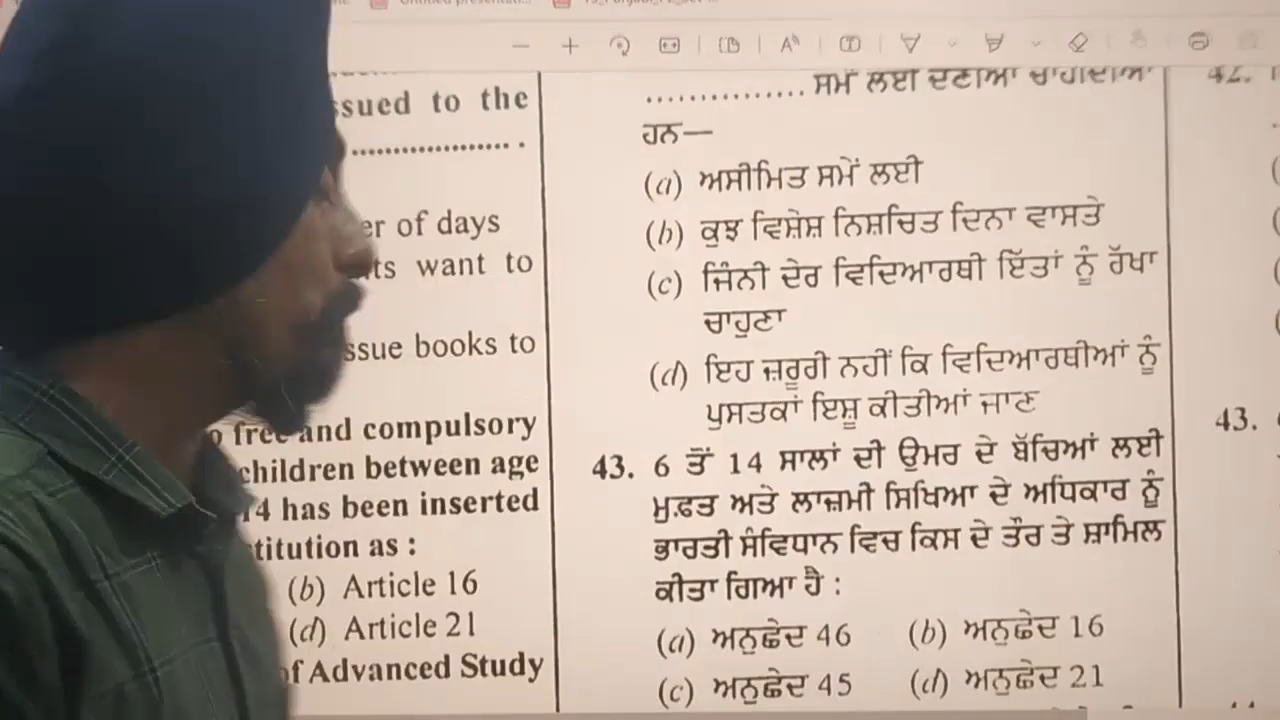 ssued to the
.................... .
er of days
ts want to
ssue books to
free and compulsory
children between age
14 has been inserted
titution as :
(b) Article 16
(d) Article 21
of Advanced Study
................ ਸਮੇਂ ਲਈ ਦੇਣੀਆਂ ਚਾਹੀਦੀਆਂ
ਹਨ—
(a) ਅਸੀਮਿਤ ਸਮੇਂ ਲਈ
(b) ਕੁਝ ਵਿਸ਼ੇਸ਼ ਨਿਸ਼ਚਿਤ ਦਿਨਾ ਵਾਸਤੇ
(c) ਜਿੰਨੀ ਦੇਰ ਵਿਦਿਆਰਥੀ ਇੱਤਾਂ ਨੂੰ ਰੱਖਾ
ਚਾਹੁਣਾ
(d) ਇਹ ਜ਼ਰੂਰੀ ਨਹੀਂ ਕਿ ਵਿਦਿਆਰਥੀਆਂ ਨੂੰ
ਪੁਸਤਕਾਂ ਇਸ਼ੂ ਕੀਤੀਆਂ ਜਾਣ
43. 6 ਤੋਂ 14 ਸਾਲਾਂ ਦੀ ਉਮਰ ਦੇ ਬੱਚਿਆਂ ਲਈ
ਮੁਫ਼ਤ ਅਤੇ ਲਾਜ਼ਮੀ ਸਿਖਿਆ ਦੇ ਅਧਿਕਾਰ ਨੂੰ
ਭਾਰਤੀ ਸੰਵਿਧਾਨ ਵਿਚ ਕਿਸ ਦੇ ਤੌਰ ਤੇ ਸ਼ਾਮਿਲ
ਕੀਤਾ ਗਿਆ ਹੈ :
(a) ਅਨੁਛੇਦ 46 (b) ਅਨੁਛੇਦ 16
(c) ਅਨੁਛੇਦ 45 (d) ਅਨੁਛੇਦ 21
42.
43.